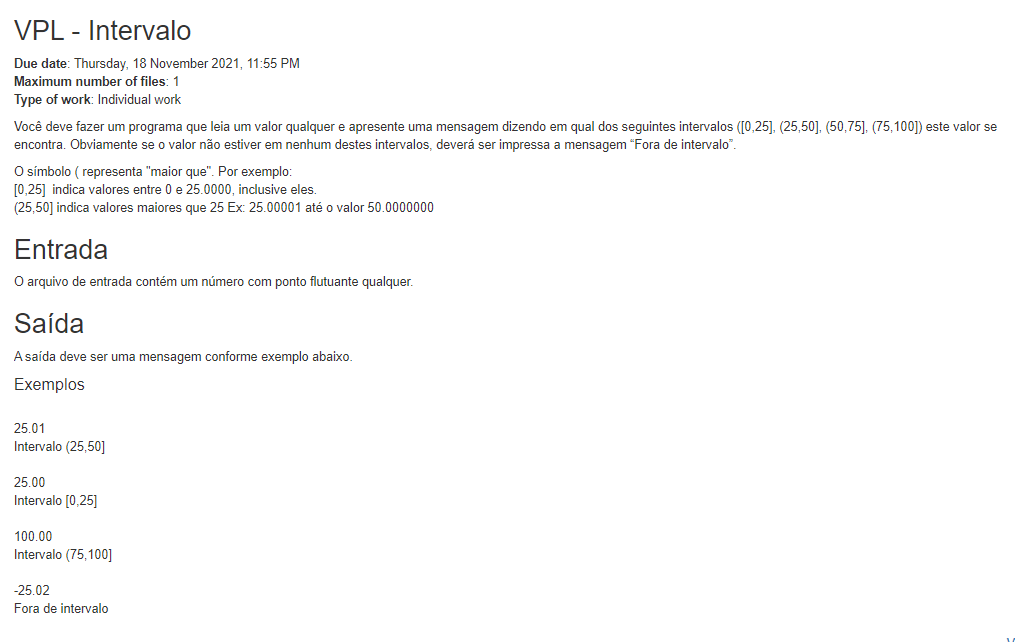 VPL - Intervalo
Due date: Thursday, 18 November 2021, 11:55 PM
Maximum number of files: 1
Type of work: Individual work
Você deve fazer um programa que leia um valor qualquer e apresente uma mensagem dizendo em qual dos seguintes intervalos ([0,25], (25,50], (50,75], (75,100]) este valor se
encontra. Obviamente se o valor não estiver em nenhum destes intervalos, deverá ser impressa a mensagem “Fora de intervalo”.
O símbolo ( representa "maior que". Por exemplo:
[0,25]  indica valores entre 0 e 25.0000, inclusive eles.
(25,50] indica valores maiores que 25 Ex: 25.00001 até o valor 50.0000000
Entrada
O arquivo de entrada contém um número com ponto flutuante qualquer.
Saída
A saída deve ser uma mensagem conforme exemplo abaixo.
Exemplos
25.01
Intervalo (25,50]
25.00
Intervalo [0,25]
100.00
Intervalo (75,100]
-25.02
Fora de intervalo